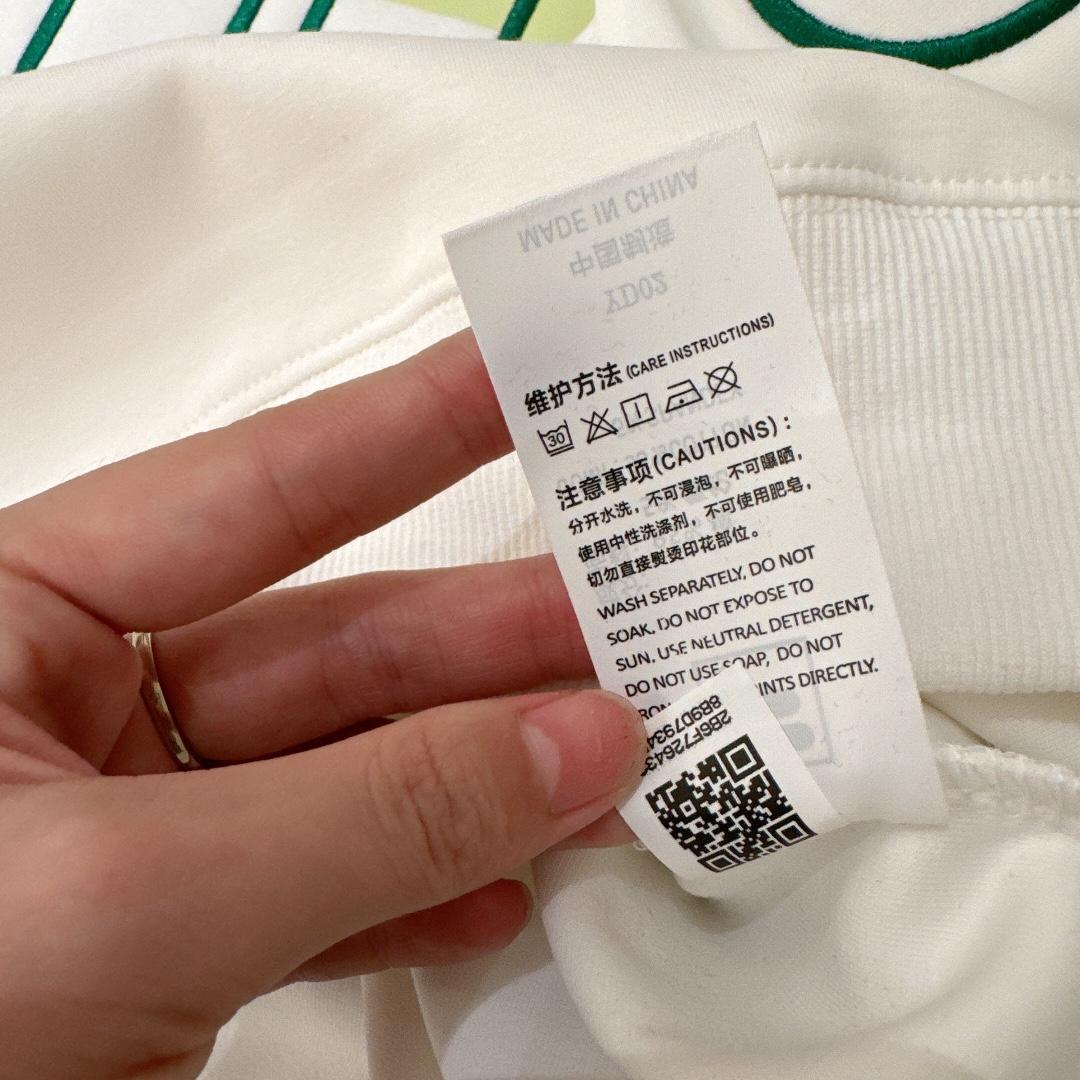 MADE IN CHINA
中国制造
YD02
维护方法 (CARE INSTRUCTIONS)
30
注意事项(CAUTIONS)：
分开水洗，不可浸泡，不可曝晒，
使用中性洗涤剂，不可使用肥皂，
切勿直接熨烫印花部位。
WASH SEPARATELY, DO NOT
SOAK, DO NOT EXPOSE TO
SUN, USE NEUTRAL DETERGENT,
DO NOT USE SOAP, DO NOT
DIRECTLY.
2B6F72643
8B9D793